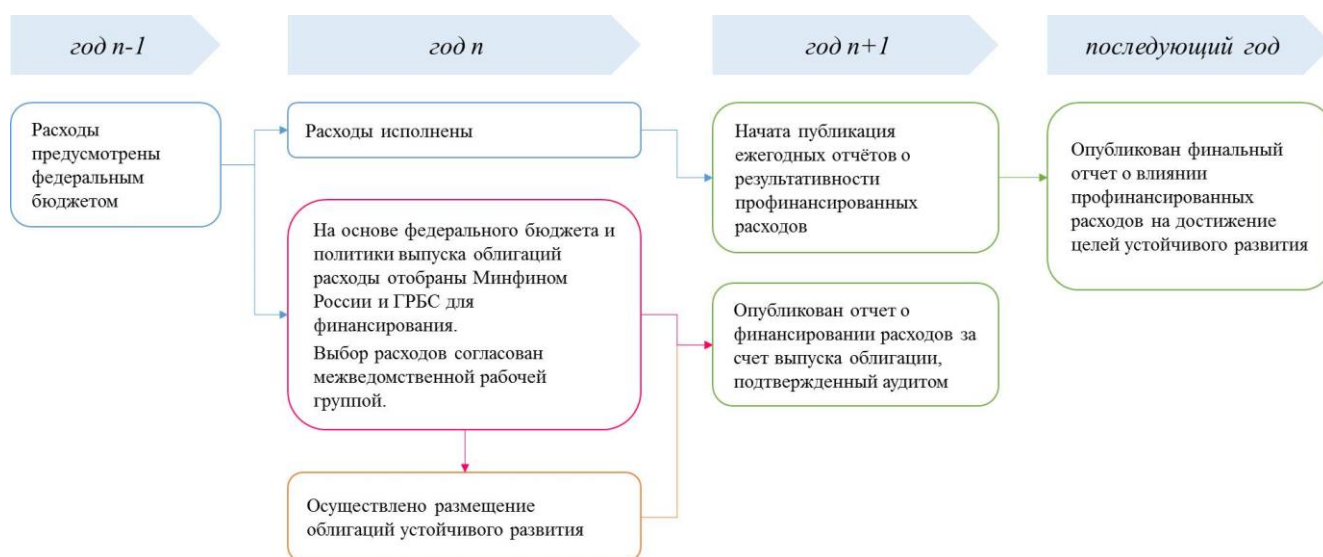 год n-1
год n
год n+1
последующий год
Расходы
предусмотрены
федеральным
бюджетом
Расходы исполнены
На основе федерального бюджета и
политики выпуска облигаций
расходы отобраны Минфином
России и ГРБС для
финансирования.
Выбор расходов согласован
межведомственной рабочей
группой.
Осуществлено размещение
облигаций устойчивого развития
Начата публикация
ежегодных отчётов о
результативности
профинансированных
расходов
Опубликован отчет о
финансировании расходов за
счет выпуска облигации,
подтвержденный аудитом
Опубликован финальный
отчет о влиянии
профинансированных
расходов на достижение
целей устойчивого развития